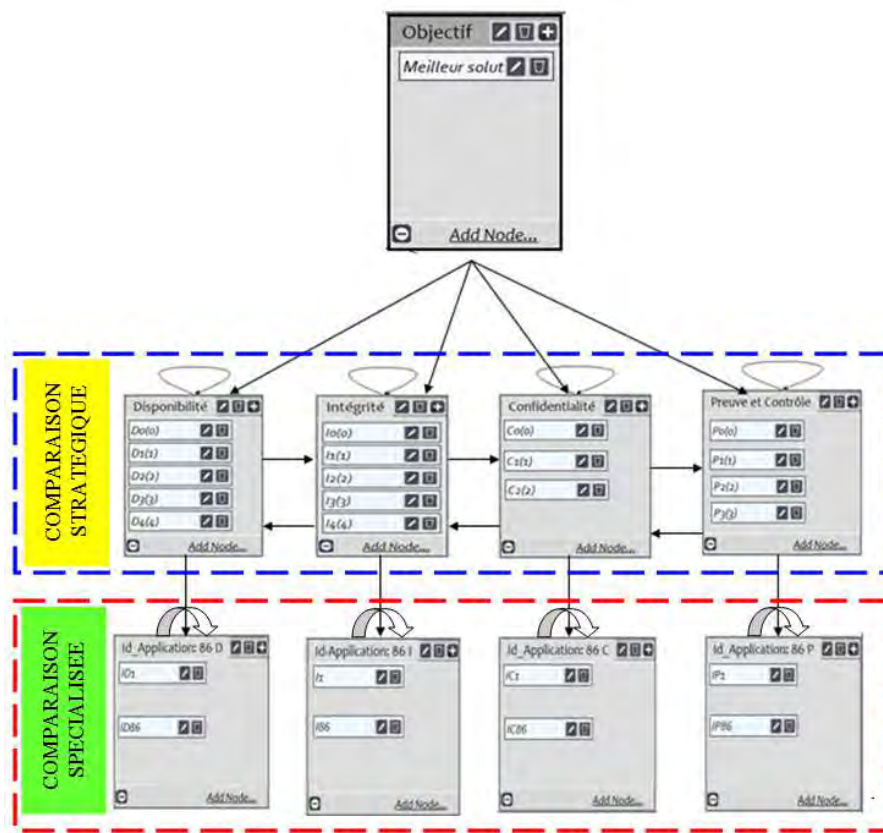 Objectif
Meilleur solut
Add Node...
COMPARAISON
STRATEGIQUE
Disponibilité
D0(0)
D1(1)
D2(2)
D3(3)
D4(4)
Add Node...
Intégrité
I0(0)
I1(1)
I2(2)
I3(3)
I4(4)
Add Node...
Confidentialité
C0(0)
C1(1)
C2(2)
Add Node...
Preuve et Contrôle
P0(0)
P1(1)
P2(2)
P3(3)
Add Node...
COMPARAISON
SPECIALISEE
Id_Application: 86 D
ID1
ID86
Add Node...
Id-Application: 86 I
I1
I86
Add Node...
Id_Application: 86 C
IC1
IC86
Add Node...
Id_Application: 86 P
IP1
IP86
Add Node...